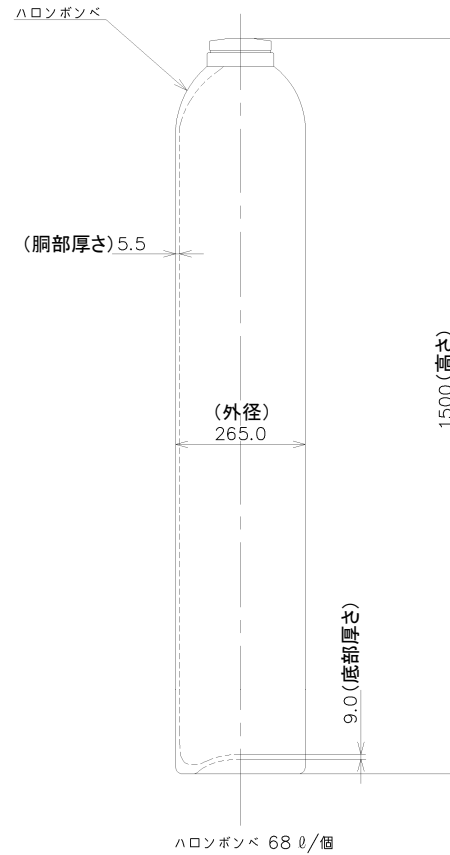 ハロンボンベ
(胴部厚さ)5.5
(外径)
265.0
1500(高さ)
9.0(底部厚さ)
ハロンボンベ 68 ℓ/個